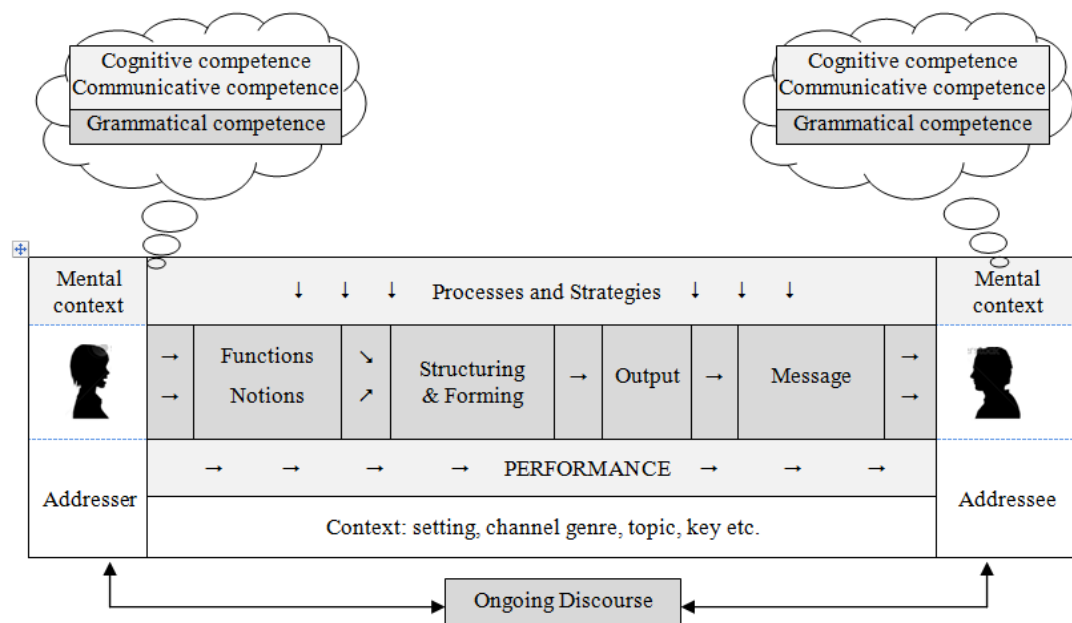 Cognitive competence
Communicative competence
Grammatical competence
Cognitive competence
Communicative competence
Grammatical competence
Mental
context
↓ ↓ ↓ Processes and Strategies ↓ ↓ ↓
Mental
context
→ Functions ↘
→ Notions ↗
Structuring
& Forming
→ Output → Message →
→
→ → → → PERFORMANCE → → →
Addresser
Addressee
Context: setting, channel genre, topic, key etc.
Ongoing Discourse